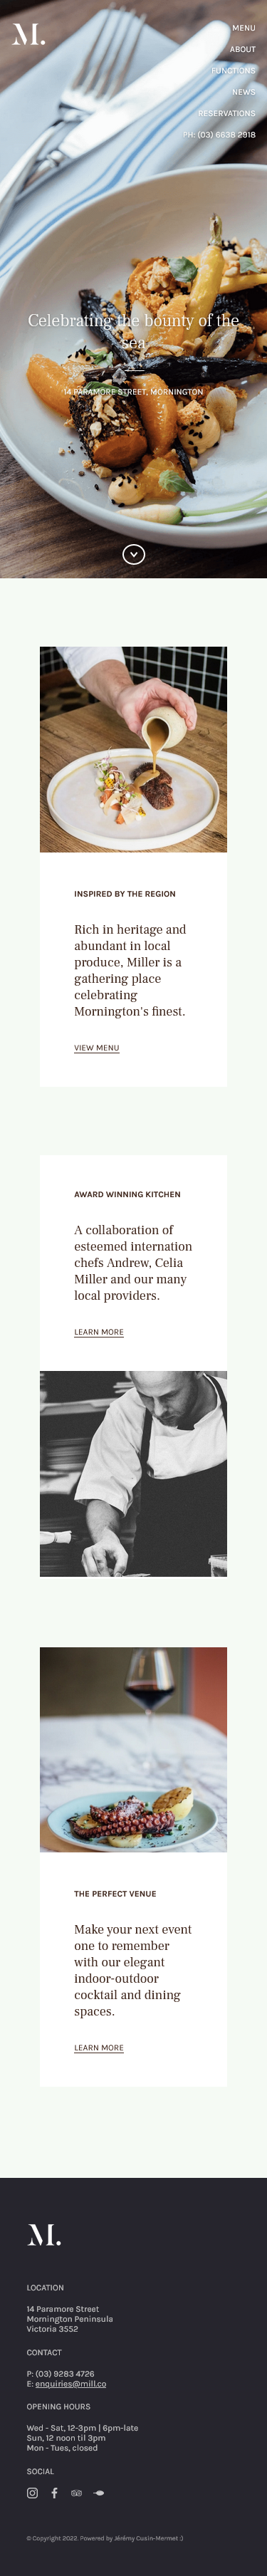 M.
MENU
ABOUT
FUNCTIONS
NEWS
RESERVATIONS
PH: (03) 6638 2918
Celebrating the bounty of the
sea
14 PARAMORE STREET, MORNINGTON
INSPIRED BY THE REGION
Rich in heritage and
abundant in local
produce, Miller is a
gathering place
celebrating
Mornington's finest.
VIEW MENU
AWARD WINNING KITCHEN
A collaboration of
esteemed internation
chefs Andrew, Celia
Miller and our many
local providers.
LEARN MORE
THE PERFECT VENUE
Make your next event
one to remember
with our elegant
indoor-outdoor
cocktail and dining
spaces.
LEARN MORE
M.
LOCATION
14 Paramore Street
Mornington Peninsula
Victoria 3552
CONTACT
P: (03) 9283 4726
E: enquiries@mill.co
OPENING HOURS
Wed - Sat, 12-3pm | 6pm-late
Sun, 12 noon til 3pm
Mon - Tues, closed
SOCIAL
© Copyright 2022. Powered by Jérémy Cusin-Mermet :)